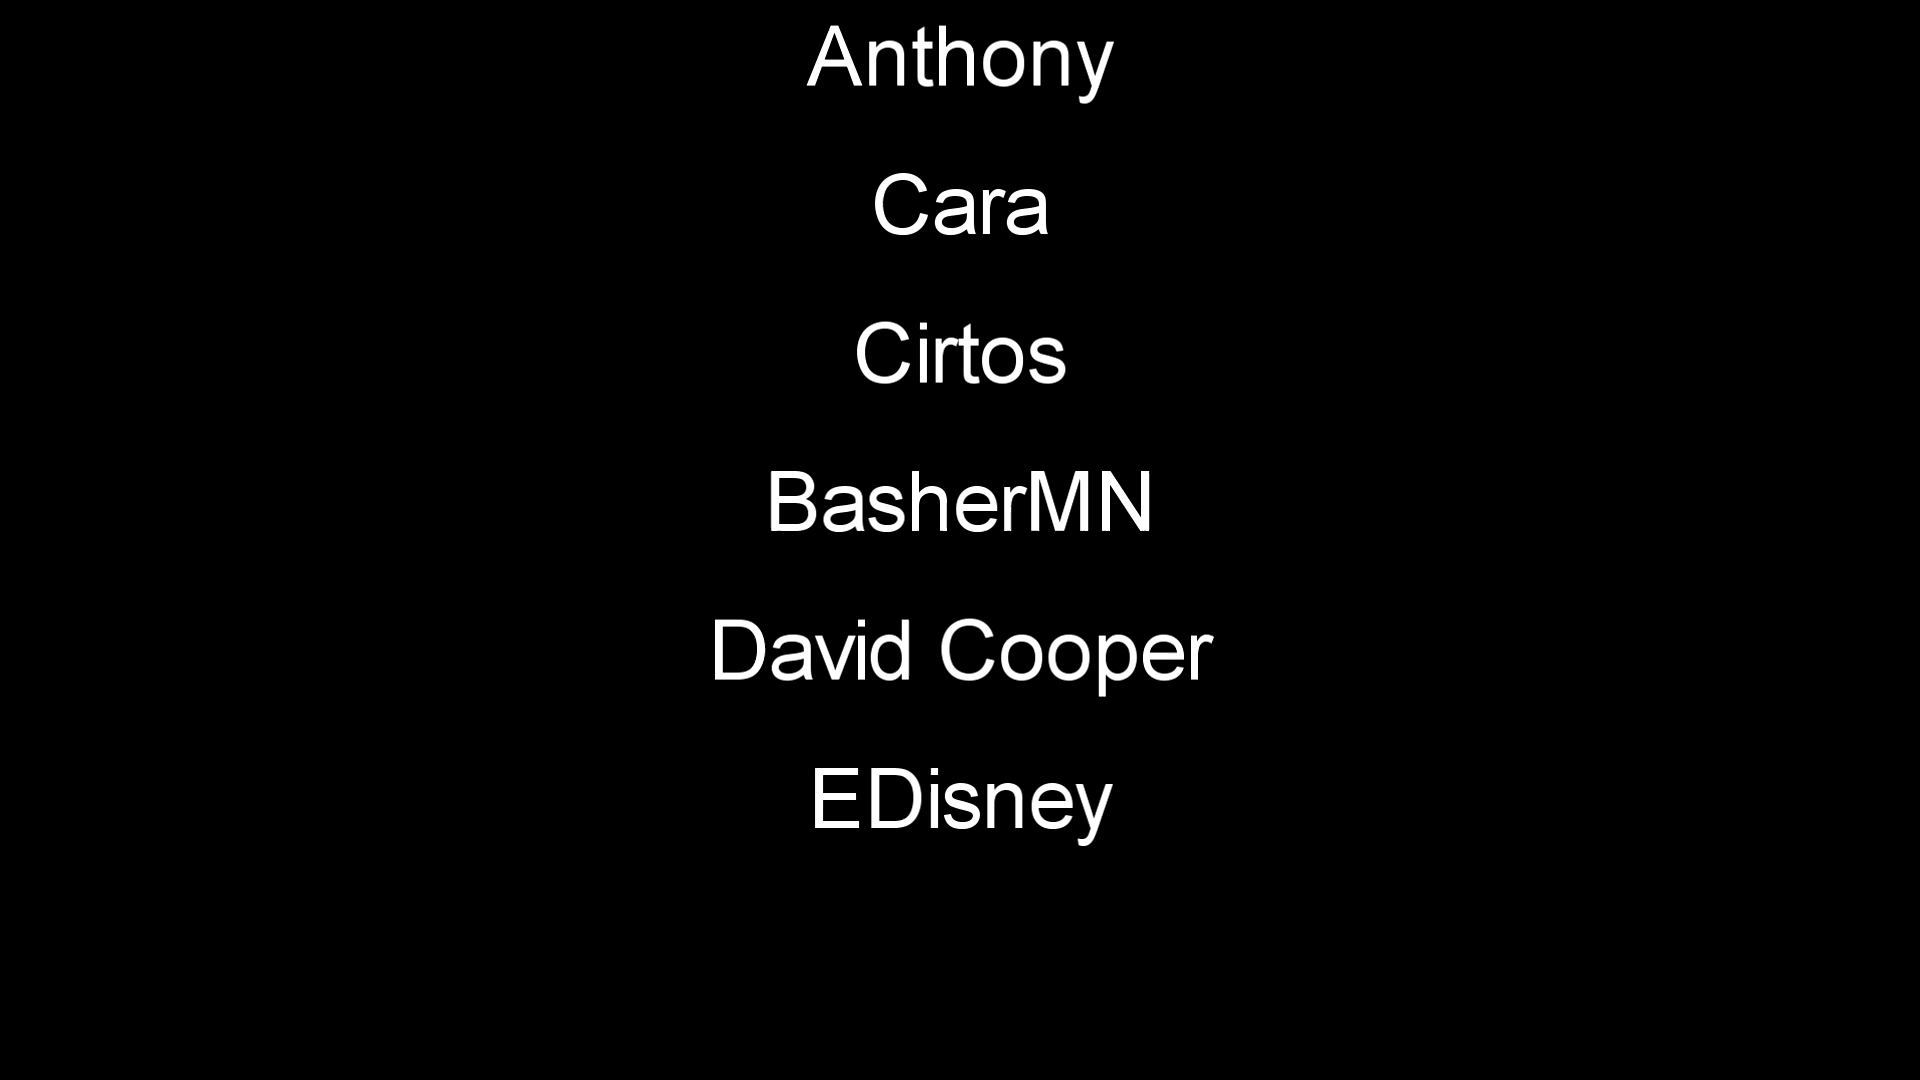 Anthony
Cara
Cirtos
BasherMN
David Cooper
EDisney